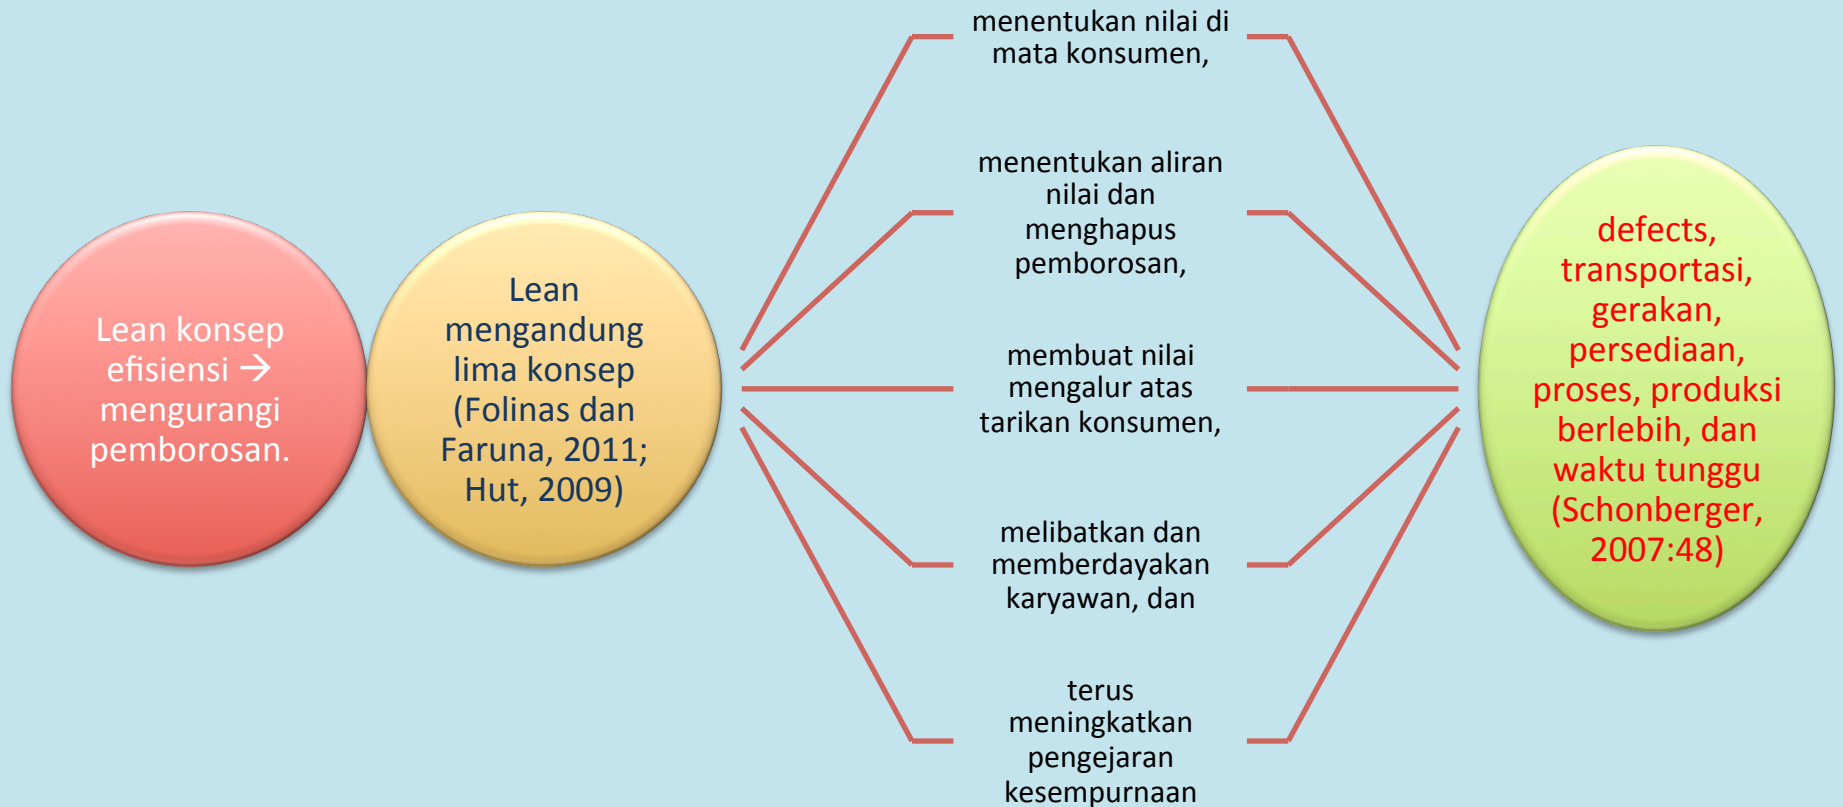 Lean konsep
efisiensi →
mengurangi
pemborosan.
Lean
mengandung
lima konsep
(Folinas dan
Faruna, 2011;
Hut, 2009)
menentukan nilai di
mata konsumen,
menentukan aliran
nilai dan
menghapus
pemborosan,
membuat nilai
mengalur atas
tarikan konsumen,
melibatkan dan
memberdayakan
karyawan, dan
terus
meningkatkan
pengejaran
kesempurnaan
defects,
transportasi,
gerakan,
persediaan,
proses, produksi
berlebih, dan
waktu tunggu
(Schonberger,
2007:48)